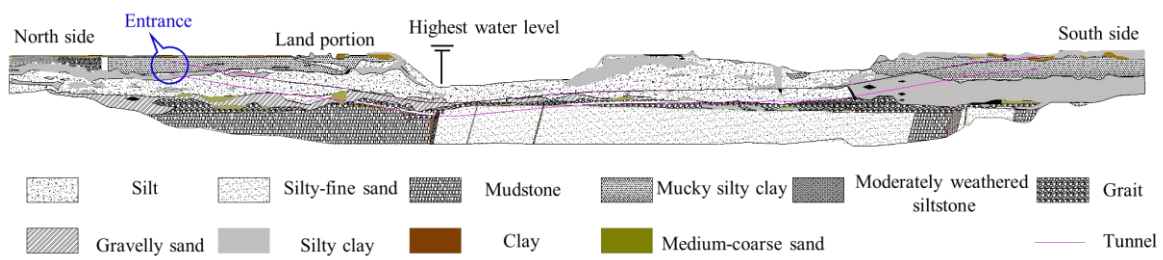 Entrance
North side
Land portion
Highest water level
South side
Silt
Silty-fine sand
Mudstone
Mucky silty clay
Moderately weathered
siltstone
Grait
Gravelly sand
Silty clay
Clay
Medium-coarse sand
Tunnel